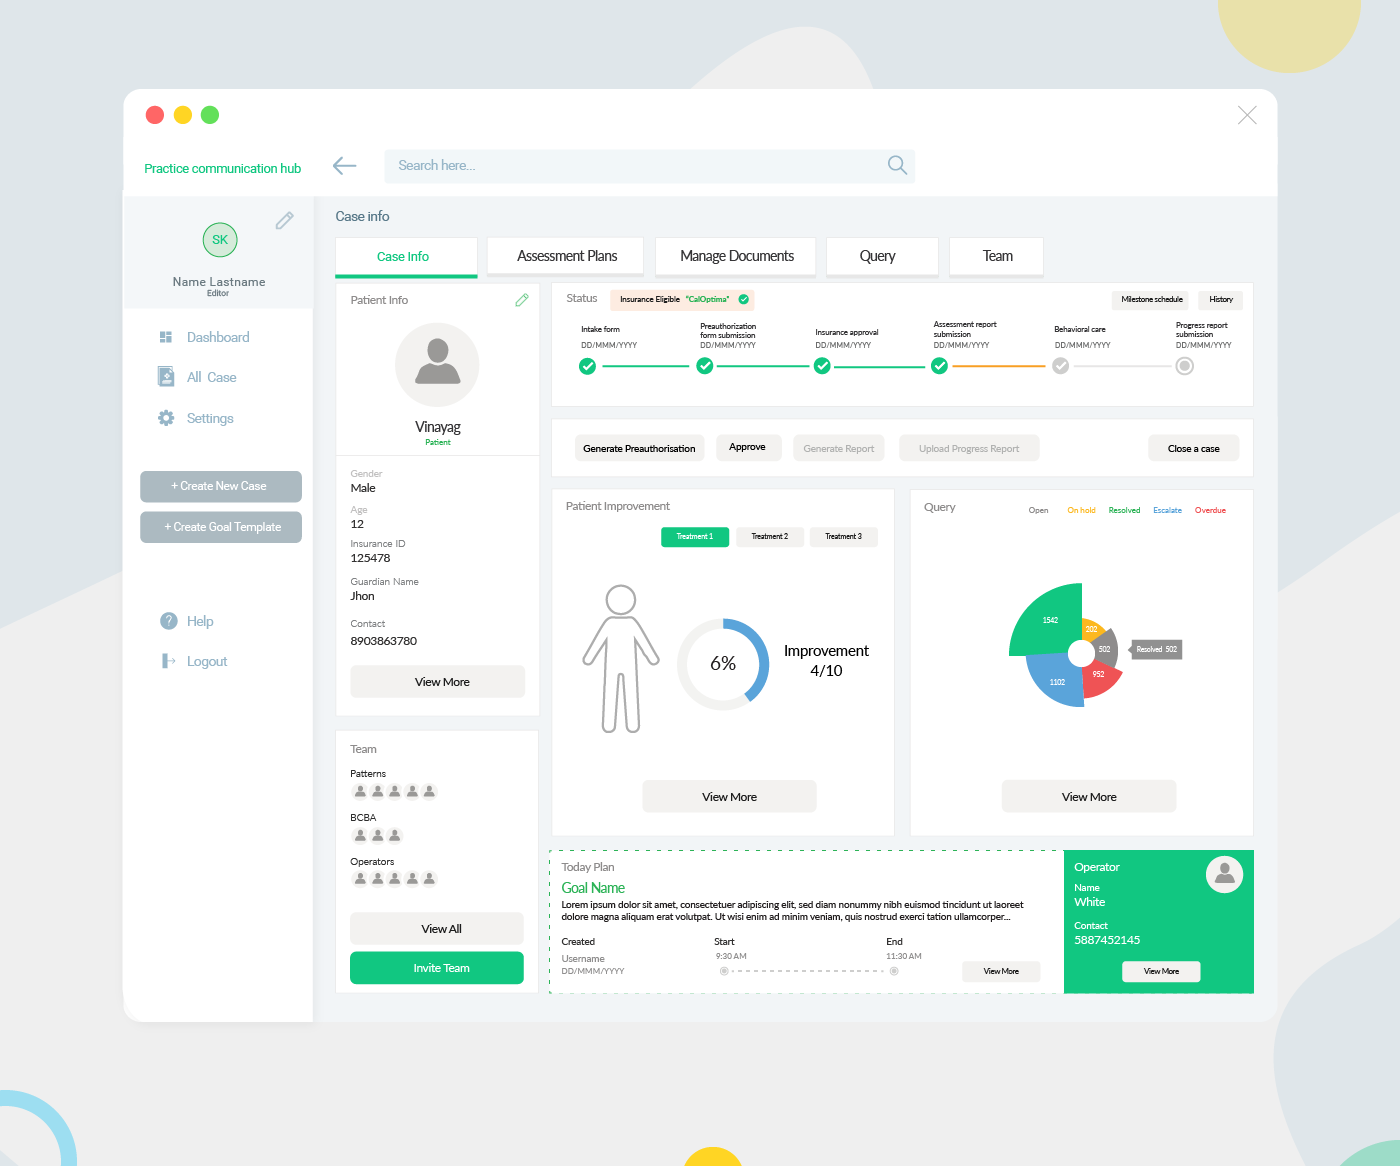 Practice communication hub
Search here...
SK
Name Lastname
Editor
Dashboard
All Case
Settings
+ Create New Case
+ Create Goal Template
?
Help
Logout
Case info
Case Info
Assessment Plans
Manage Documents
Query
Team
Patient Info
Vinayag
Patient
Gender
Male
Age
12
Insurance ID
125478
Guardian Name
Jhon
Contact
8903863780
View More
Team
Patterns
BCBA
Operators
View All
Invite Team
Status
Insurance Eligible "CalOptima"
Milestone schedule
History
Intake form
DD/MMM/YYYY
Preauthorization
form submission
DD/MMM/YYYY
Insurance approval
DD/MMM/YYYY
Assessment report
submission
DD/MMM/YYYY
Behavioral care
DD/MMM/YYYY
Progress report
submission
DD/MMM/YYYY
Generate Preauthorisation
Approve
Generate Report
Upload Progress Report
Close a case
Patient Improvement
Treatment 1
Treatment 2
Treatment 3
6%
Improvement
4/10
View More
Query
Open
On hold
Resolved
Escalate
Overdue
1542
202
502
952
1102
Resolved 502
View More
Today Plan
Goal Name
Lorem ipsum dolor sit amet, consectetuer adipiscing elit, sed diam nonummy nibh euismod tincidunt ut laoreet
dolore magna aliquam erat volutpat. Ut wisi enim ad minim veniam, quis nostrud exerci tation ullamcorper...
Created
Username
DD/MMM/YYYY
Start
9:30 AM
End
11:30 AM
View More
Operator
Name
White
Contact
5887452145
View More